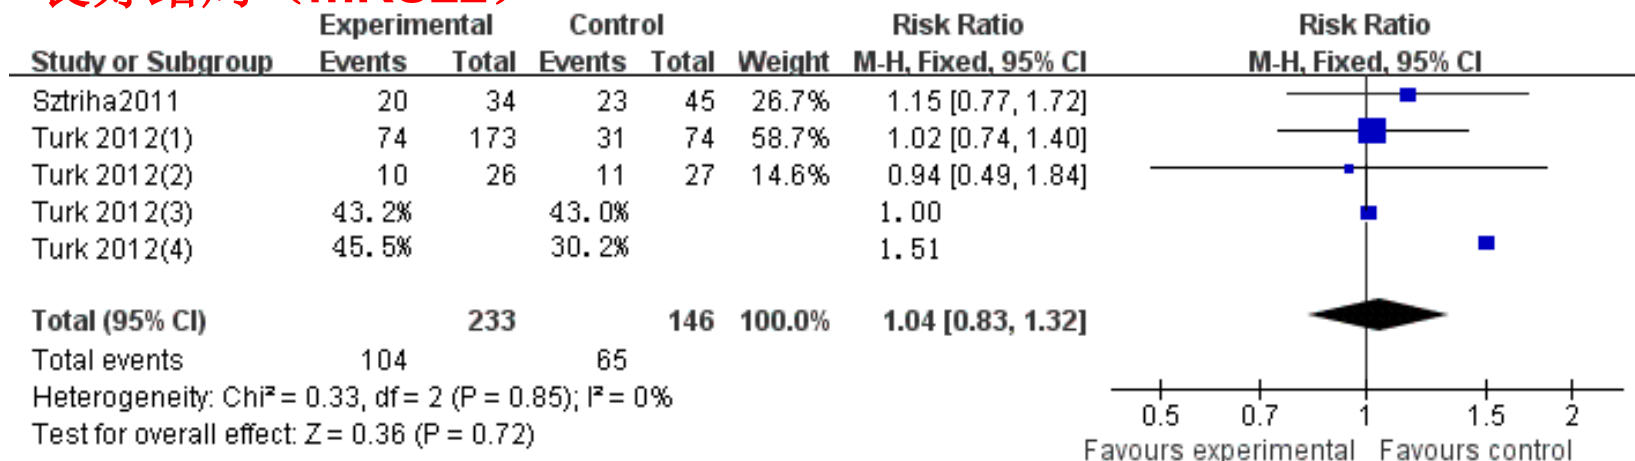 Experimental Control Risk Ratio Risk Ratio
Study or Subgroup Events Total Events Total Weight M-H, Fixed, 95% CI M-H, Fixed, 95% CI
Sztriha2011 20 34 23 45 26.7% 1.15 [0.77, 1.72]
Turk 2012(1) 74 173 31 74 58.7% 1.02 [0.74, 1.40]
Turk 2012(2) 10 26 11 27 14.6% 0.94 [0.49, 1.84]
Turk 2012(3) 43.2% 43.0% 1.00
Turk 2012(4) 45.5% 30.2% 1.51
Total (95% CI) 233 146 100.0% 1.04 [0.83, 1.32]
Total events 104 65
Heterogeneity: Chi² = 0.33, df = 2 (P = 0.85); I² = 0%
Test for overall effect: Z = 0.36 (P = 0.72)
0.5 0.7 1 1.5 2
Favours experimental Favours control